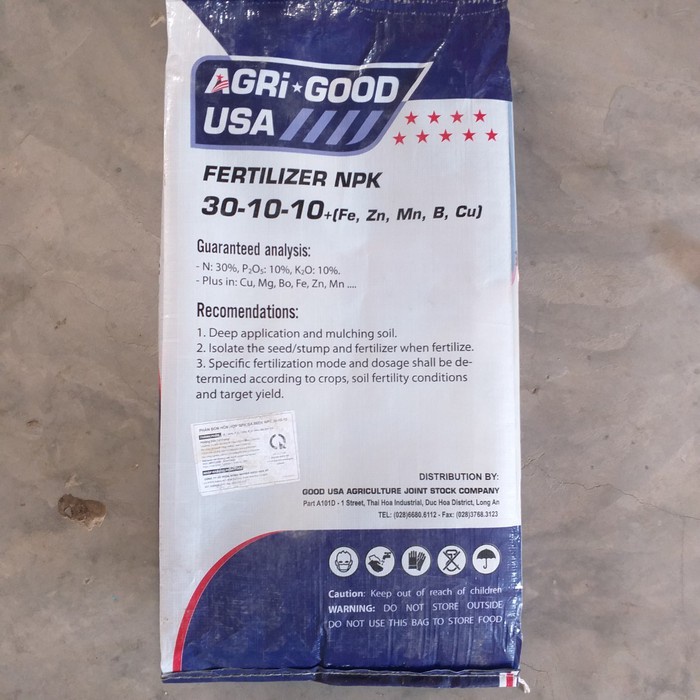 AGRi★GOOD
USA
FERTILIZER NPK
30-10-10+(Fe, Zn, Mn, B, Cu)
Guaranteed analysis:
- N: 30%, P₂O₅: 10%, K₂O: 10%.
- Plus in: Cu, Mg, Bo, Fe, Zn, Mn ....
Recomendations:
1. Deep application and mulching soil.
2. Isolate the seed/stump and fertilizer when fertilize.
3. Specific fertilization mode and dosage shall be de-
termined according to crops, soil fertility conditions
and target yield.
DISTRIBUTION BY:
GOOD USA AGRICULTURE JOINT STOCK COMPANY
Part A101D - 1 Street, Thai Hoa Industrial, Duc Hoa District, Long An
TEL: (028)6680.6112 - Fax: (028)3768.3123
Caution: Keep out of reach of children
WARNING: DO NOT STORE OUTSIDE
DO NOT USE THIS BAG TO STORE FOOD